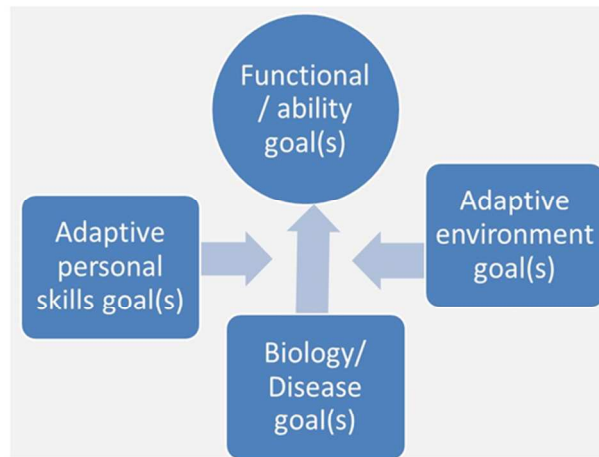 Functional
/ ability
goal(s)
Adaptive
personal
skills goal(s)
Adaptive
environment
goal(s)
Biology/
Disease
goal(s)